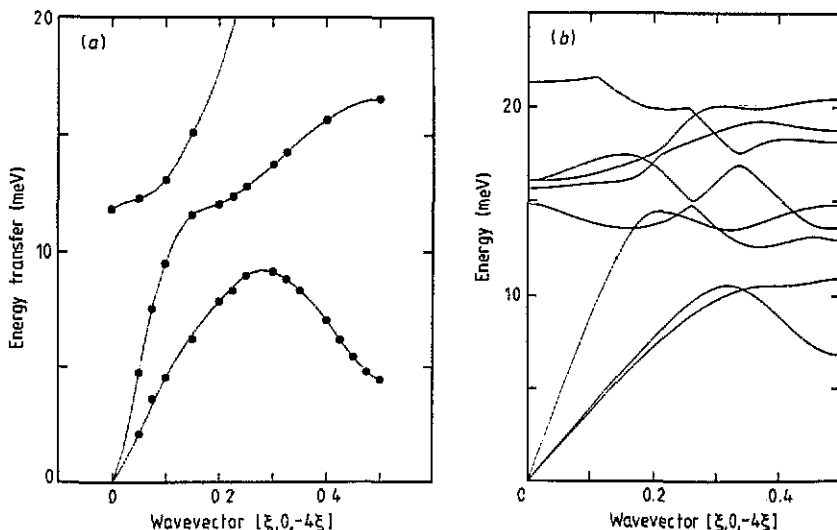 (a)
20
10
0
Energy transfer (meV)
0
0.2
0.4
Wavevector [ξ,0,-4ξ]
(b)
20
10
0
Energy (meV)
0.2
0.4
Wavevector [ξ,0,-4ξ]